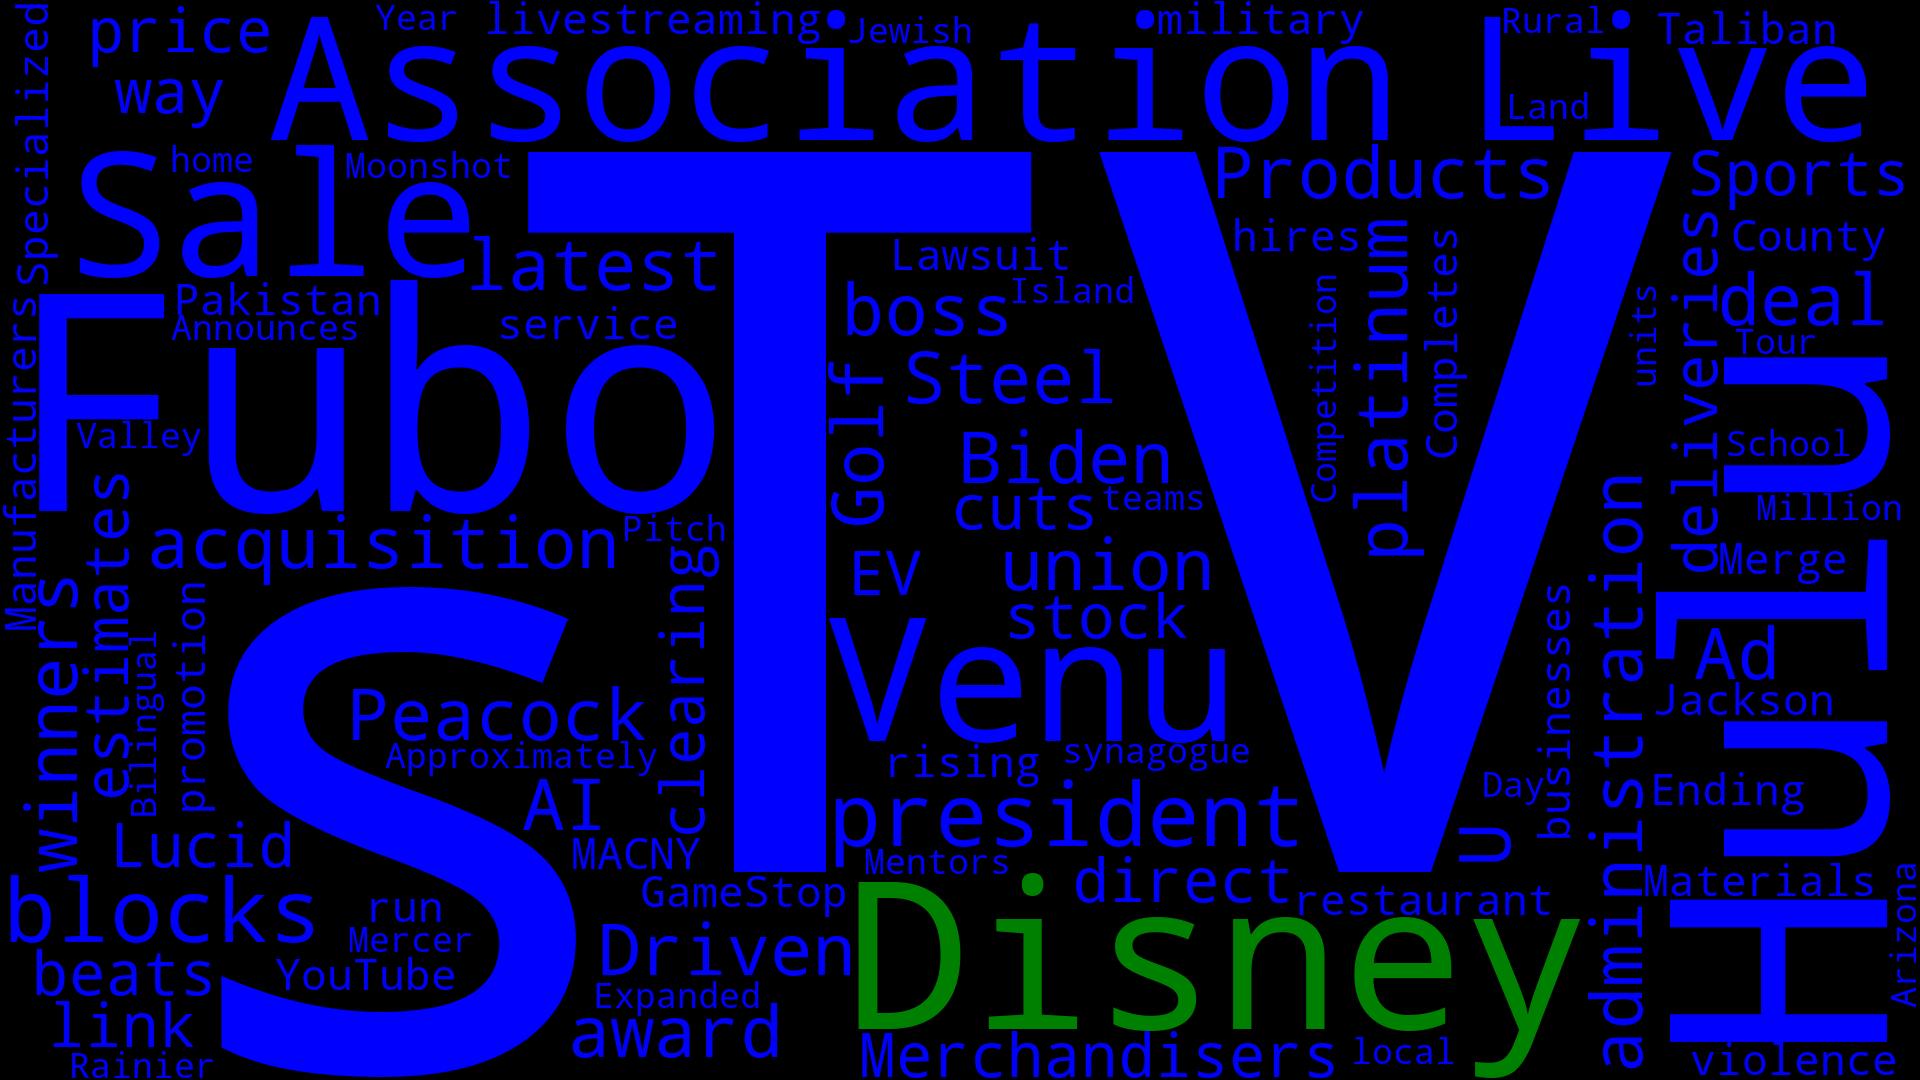 price
Year
livestreaming
Jewish
military
Rural
Taliban
way
Association
Live
Land
Specialized
Sale
home
Moonshot
TV
Products
Sports
latest
Lawsuit
hires
County
Pakistan
Announces
service
boss
Island
platinum
Completes
Competition
units
deliveries
deal
Tour
Fubo
Manufacturers
Valley
Golf
Steel
Biden
School
cuts
teams
Million
acquisition
Pitch
estimates
winners
EV
union
stock
Merge
administration
Hulu
Ad
Bilingual
promotion
S
clearing
Venu
Peacock
Approximately
rising
synagogue
businesses
Jackson
Day
Ending
AI
president
U
Lucid
MACNY
Mentors
direct
restaurant
Materials
GameStop
blocks
run
Mercer
YouTube
Driven
Disney
Arizona
beats
Expanded
link
award
Rainier
Merchandisers
local
violence